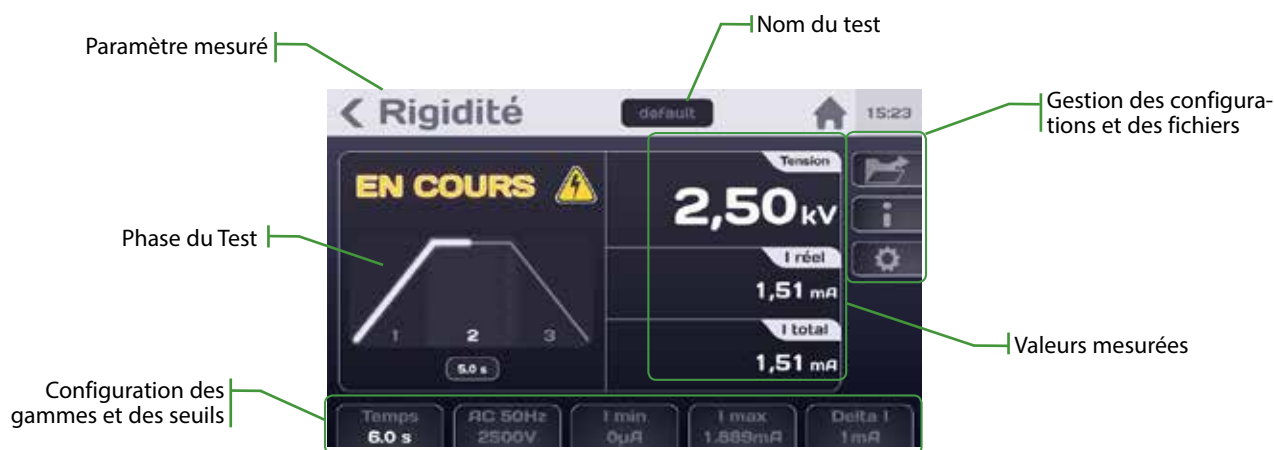 Nom du test
Paramètre mesuré
Gestion des configura-
tions et des fichiers
Rigidité
default
15:23
EN COURS
Tension
2,50 kV
Phase du Test
I réel
1,51 mA
1 2 3
I total
5.0 s
1,51 mA
Valeurs mesurées
Configuration des
gammes et des seuils
Temps AC 50Hz I min I max Delta I
6.0 s 2500V 0µA 1.889mA 1mA